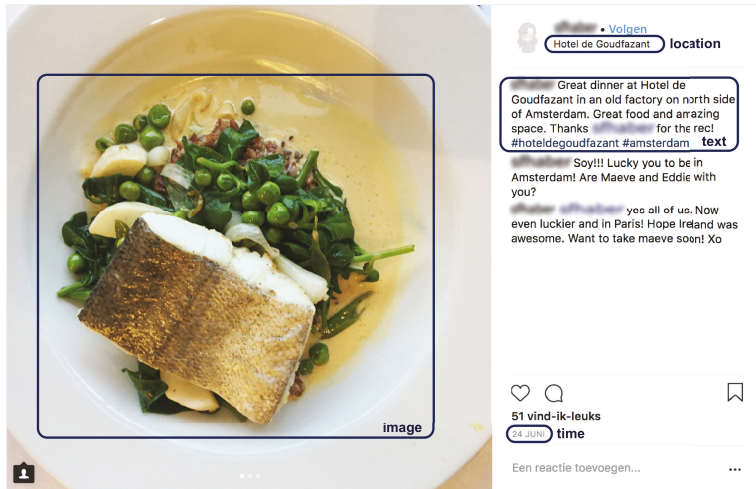 • Volgen
Hotel de Goudfazant location
Great dinner at Hotel de
Goudfazant in an old factory on north side
of Amsterdam. Great food and amazing
space. Thanks for the rec!
#hoteldegoudfazant #amsterdam text
Soy!!! Lucky you to be in
Amsterdam! Are Maeve and Eddie with
you?
yes all of us. Now
even luckier and in Paris! Hope Ireland was
awesome. Want to take maeve soon! Xo
image
51 vind-ik-leuks
24 JUNI time
Een reactie toevoegen...